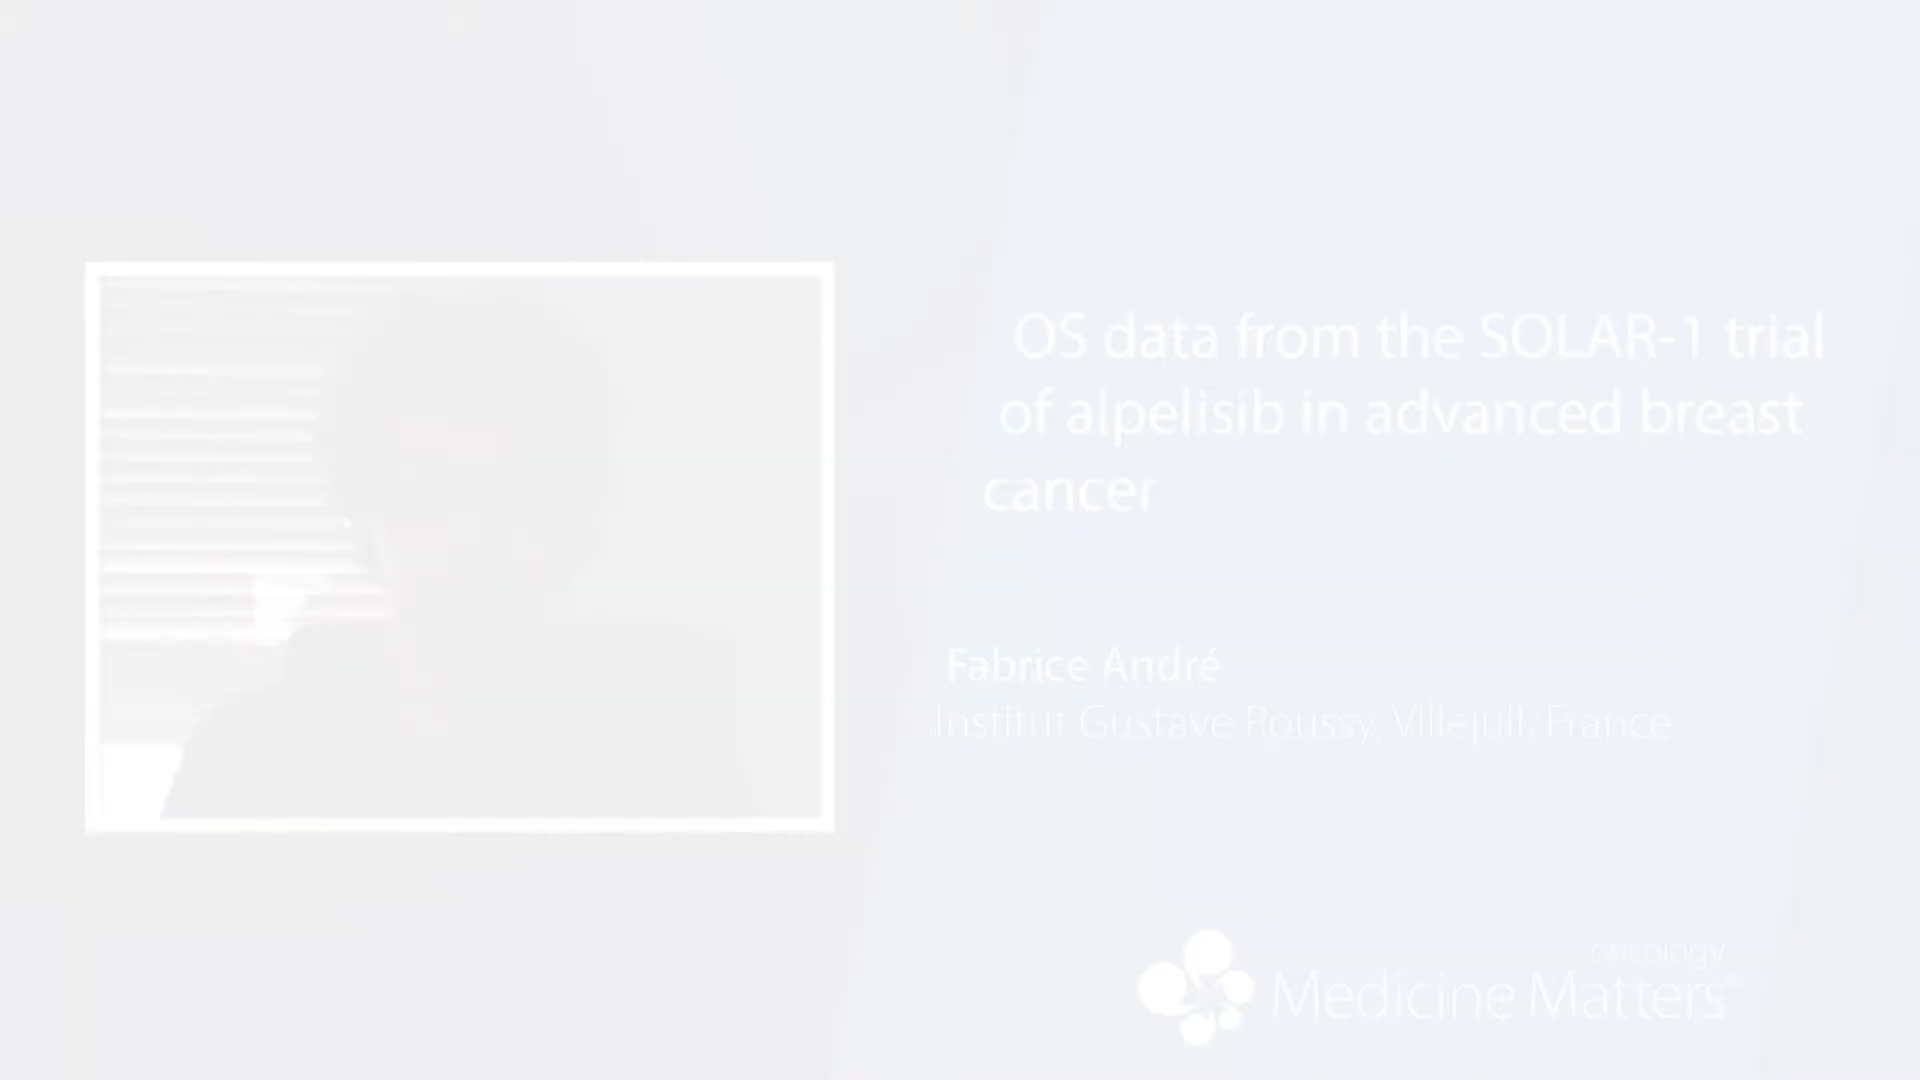 OS data from the SOLAR-1 trial
of alpelisib in advanced breast
cancer
Fabrice André
Institut Gustave Roussy, Villejuif, France
oncology
Medicine Matters